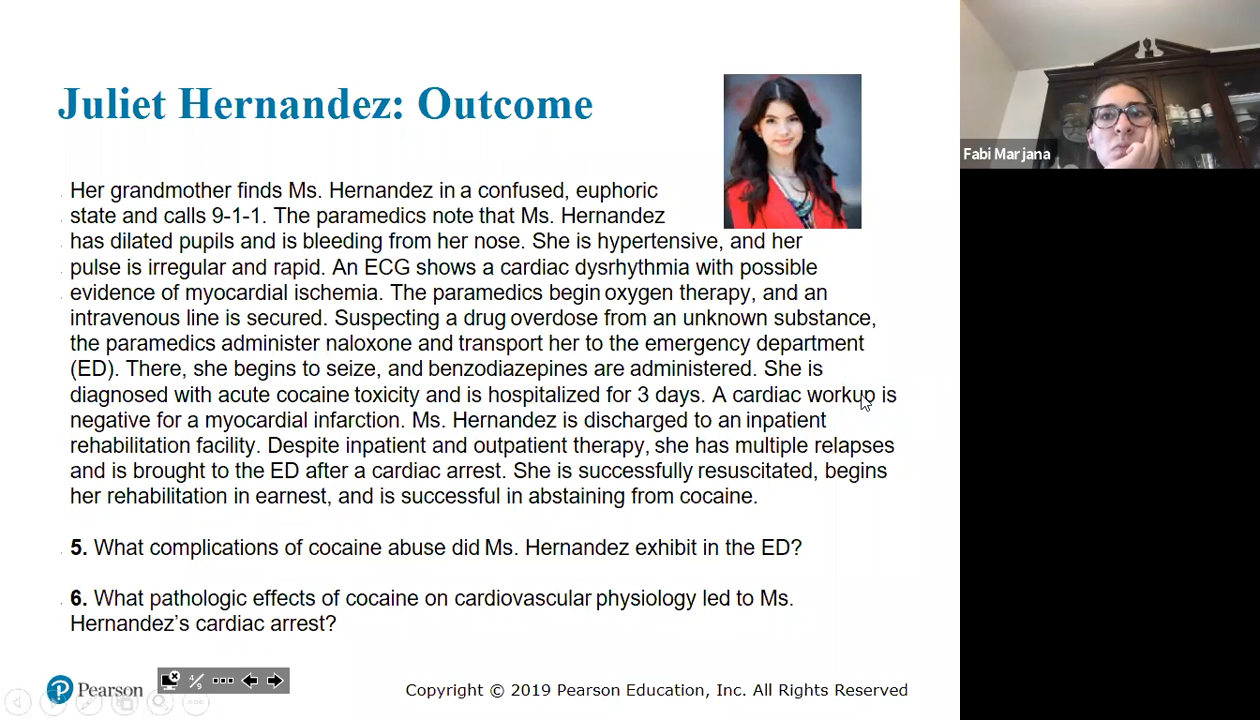 Juliet Hernandez: Outcome
Fabi Marjana
Her grandmother finds Ms. Hernandez in a confused, euphoric
state and calls 9-1-1. The paramedics note that Ms. Hernandez
has dilated pupils and is bleeding from her nose. She is hypertensive, and her
pulse is irregular and rapid. An ECG shows a cardiac dysrhythmia with possible
evidence of myocardial ischemia. The paramedics begin oxygen therapy, and an
intravenous line is secured. Suspecting a drug overdose from an unknown substance,
the paramedics administer naloxone and transport her to the emergency department
(ED). There, she begins to seize, and benzodiazepines are administered. She is
diagnosed with acute cocaine toxicity and is hospitalized for 3 days. A cardiac workup is
negative for a myocardial infarction. Ms. Hernandez is discharged to an inpatient
rehabilitation facility. Despite inpatient and outpatient therapy, she has multiple relapses
and is brought to the ED after a cardiac arrest. She is successfully resuscitated, begins
her rehabilitation in earnest, and is successful in abstaining from cocaine.
5. What complications of cocaine abuse did Ms. Hernandez exhibit in the ED?
6. What pathologic effects of cocaine on cardiovascular physiology led to Ms.
Hernandez's cardiac arrest?
4/9
Pearson
Copyright © 2019 Pearson Education, Inc. All Rights Reserved